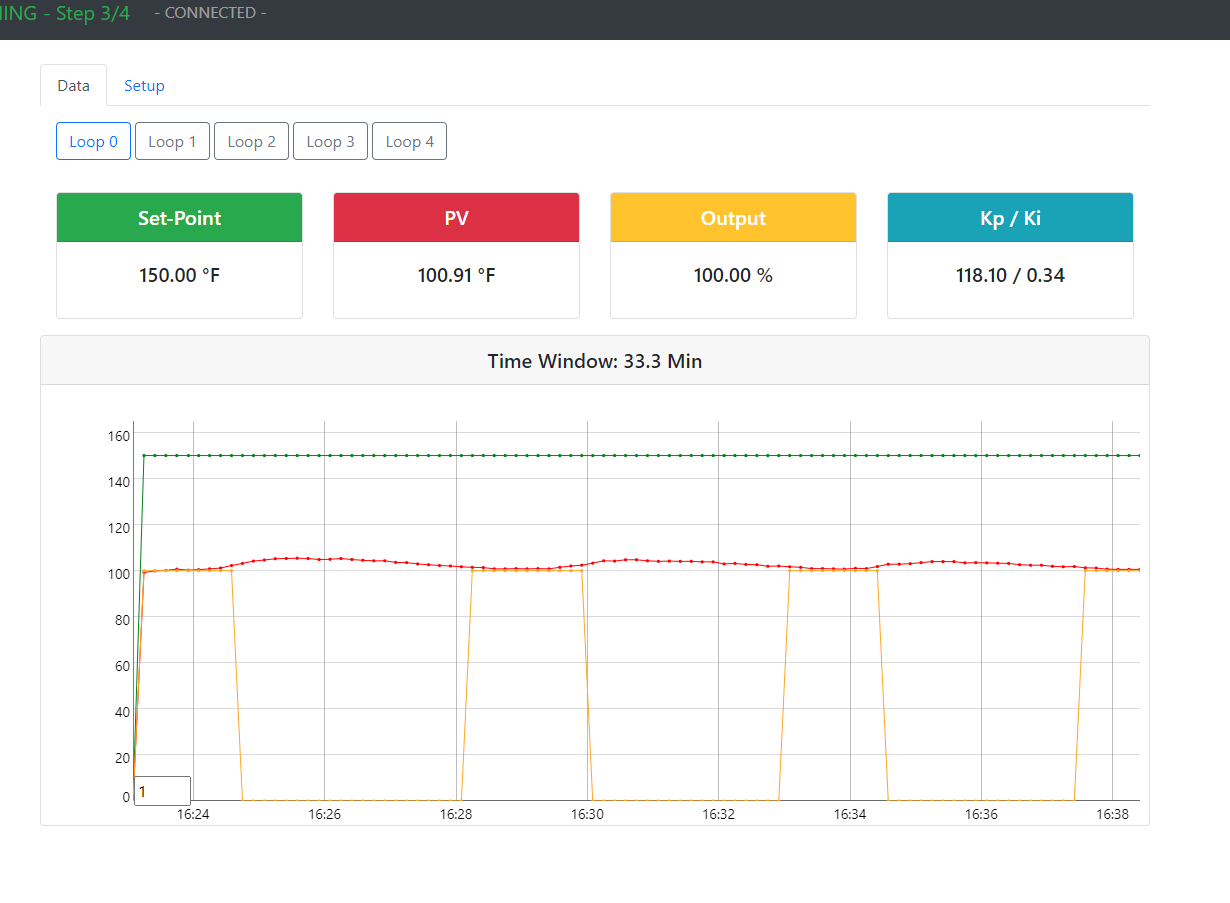 IING - Step 3/4 - CONNECTED -
Data Setup
Loop 0 Loop 1 Loop 2 Loop 3 Loop 4
Set-Point PV Output Kp / Ki
150.00 °F 100.91 °F 100.00 % 118.10 / 0.34
Time Window: 33.3 Min
160
140
120
100
80
60
40
20
0
1
16:24 16:26 16:28 16:30 16:32 16:34 16:36 16:38